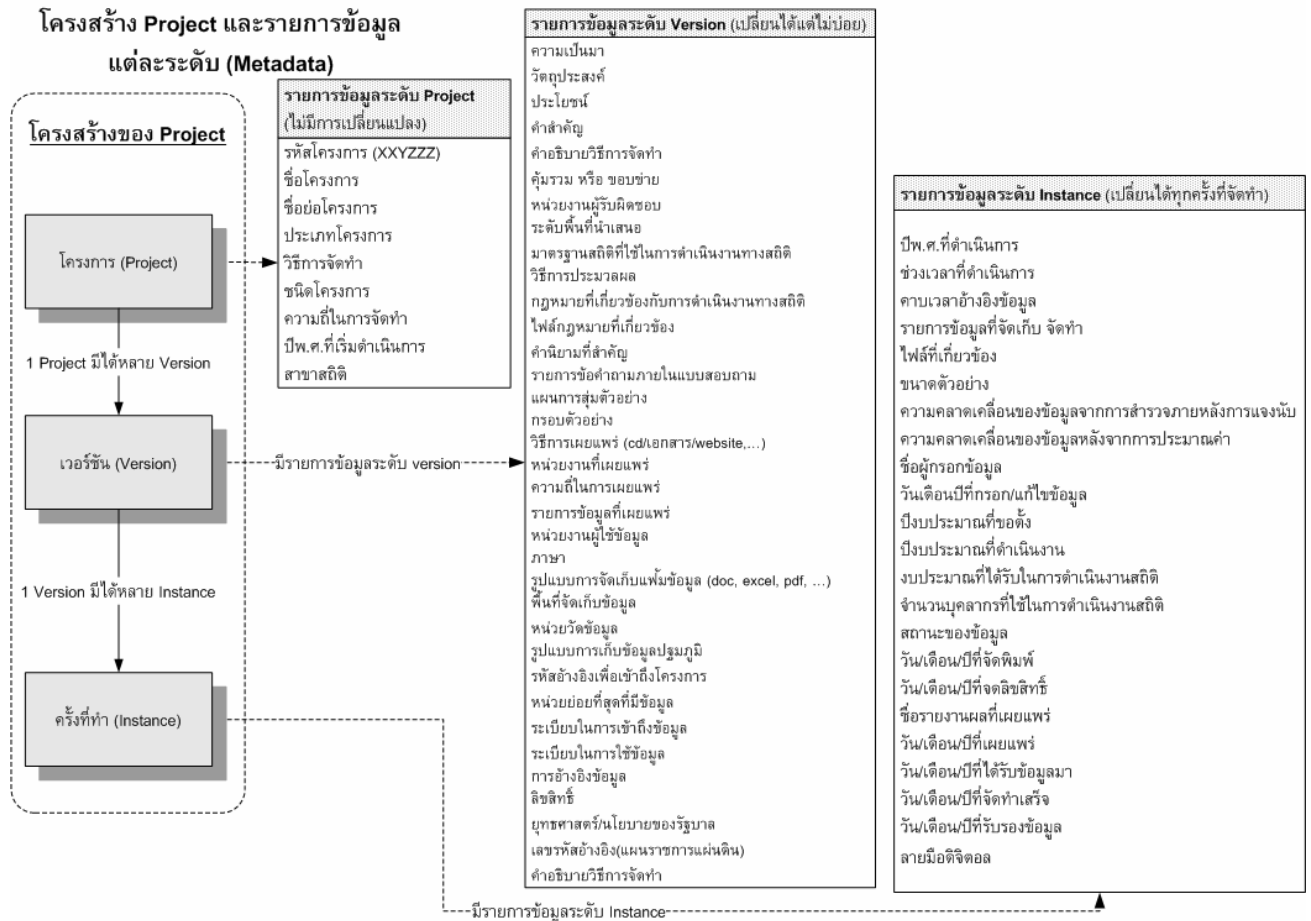 โครงสร้าง Project และรายการข้อมูล
แต่ละระดับ (Metadata)
โครงสร้างของ Project
โครงการ (Project)
1 Project มีได้หลาย Version
เวอร์ชัน (Version)
1 Version มีได้หลาย Instance
ครั้งที่ทำ (Instance)
รายการข้อมูลระดับ Project
(ไม่มีการเปลี่ยนแปลง)
รหัสโครงการ (XXYZZZ)
ชื่อโครงการ
ชื่อย่อโครงการ
ประเภทโครงการ
วิธีการจัดทำ
ชนิดโครงการ
ความถี่ในการจัดทำ
ปีพ.ศ.ที่เริ่มดำเนินการ
สาขาสถิติ
มีรายการข้อมูลระดับ version
รายการข้อมูลระดับ Version (เปลี่ยนได้แต่ไม่บ่อย)
ความเป็นมา
วัตถุประสงค์
ประโยชน์
คำสำคัญ
คำอธิบายวิธีการจัดทำ
คุ้มรวม หรือ ขอบข่าย
หน่วยงานผู้รับผิดชอบ
ระดับพื้นที่นำเสนอ
มาตรฐานสถิติที่ใช้ในการดำเนินงานทางสถิติ
วิธีการประมวลผล
กฎหมายที่เกี่ยวข้องกับการดำเนินงานทางสถิติ
ไฟล์กฎหมายที่เกี่ยวข้อง
คำนิยามที่สำคัญ
รายการข้อคำถามภายในแบบสอบถาม
แผนการสุ่มตัวอย่าง
กรอบตัวอย่าง
วิธีการเผยแพร่ (cd/เอกสาร/website,...)
หน่วยงานที่เผยแพร่
ความถี่ในการเผยแพร่
รายการข้อมูลที่เผยแพร่
หน่วยงานผู้ใช้ข้อมูล
ภาษา
รูปแบบการจัดเก็บแฟ้มข้อมูล (doc, excel, pdf, ...)
พื้นที่จัดเก็บข้อมูล
หน่วยวัดข้อมูล
รูปแบบการเก็บข้อมูลปฐมภูมิ
รหัสอ้างอิงเพื่อเข้าถึงโครงการ
หน่วยย่อยที่สุดที่มีข้อมูล
ระเบียบในการเข้าถึงข้อมูล
ระเบียบในการใช้ข้อมูล
การอ้างอิงข้อมูล
ลิขสิทธิ์
ยุทธศาสตร์/นโยบายของรัฐบาล
เลขรหัสอ้างอิง(แผนราชการแผ่นดิน)
คำอธิบายวิธีการจัดทำ
รายการข้อมูลระดับ Instance (เปลี่ยนได้ทุกครั้งที่จัดทำ)
ปีพ.ศ.ที่ดำเนินการ
ช่วงเวลาที่ดำเนินการ
คาบเวลาอ้างอิงข้อมูล
รายการข้อมูลที่จัดเก็บ จัดทำ
ไฟล์ที่เกี่ยวข้อง
ขนาดตัวอย่าง
ความคลาดเคลื่อนของข้อมูลจากการสำรวจภายหลังการแจงนับ
ความคลาดเคลื่อนของข้อมูลหลังจากการประมาณค่า
ชื่อผู้กรอกข้อมูล
วันเดือนปีที่กรอก/แก้ไขข้อมูล
ปีงบประมาณที่ขอตั้ง
ปีงบประมาณที่ดำเนินงาน
งบประมาณที่ได้รับในการดำเนินงานสถิติ
จำนวนบุคลากรที่ใช้ในการดำเนินงานสถิติ
สถานะของข้อมูล
วัน/เดือน/ปีที่จัดพิมพ์
วัน/เดือน/ปีที่จดลิขสิทธิ์
ชื่อรายงานผลที่เผยแพร่
วัน/เดือน/ปีที่เผยแพร่
วัน/เดือน/ปีที่ได้รับข้อมูลมา
วัน/เดือน/ปีที่จัดทำเสร็จ
วัน/เดือน/ปีที่รับรองข้อมูล
ลายมือดิจิตอล
มีรายการข้อมูลระดับ Instance